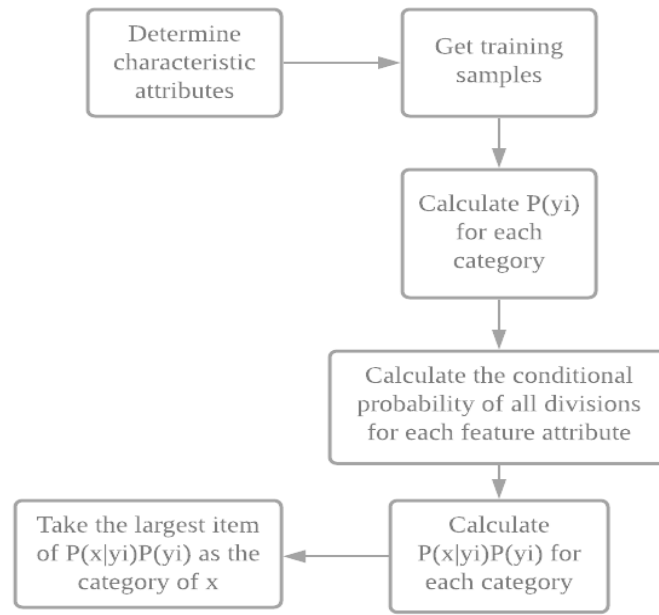 Determine
characteristic
attributes
Get training
samples
Calculate P(yi)
for each
category
Calculate the conditional
probability of all divisions
for each feature attribute
Calculate
P(x|yi)P(yi) for
each category
Take the largest item
of P(x|yi)P(yi) as the
category of x